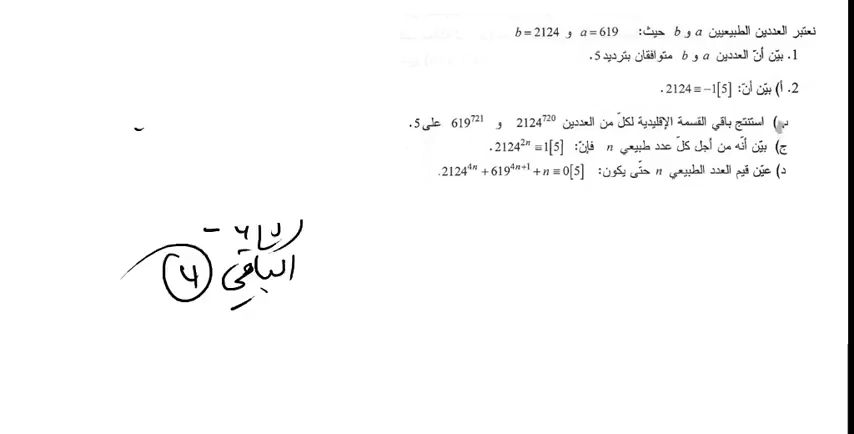 نعتبر العددين الطبيعيين a و b حيث: a = 619 و b = 2124
1. بيّن أنّ العددين a و b متوافقان بترديد 5.
2. أ) بيّن أنّ: 2124 ≡ −1[5].
ب) استنتج باقي القسمة الإقليدية لكلّ من العددين 2124^720 و 619^721 على 5.
ج) بيّن أنّه من أجل كلّ عدد طبيعي n فإنّ: 2124^2n ≡ 1[5].
د) عيّن قيم العدد الطبيعي n حتّى يكون: 2124^4n + 619^4n+1 + n ≡ 0[5].
الباقي 4